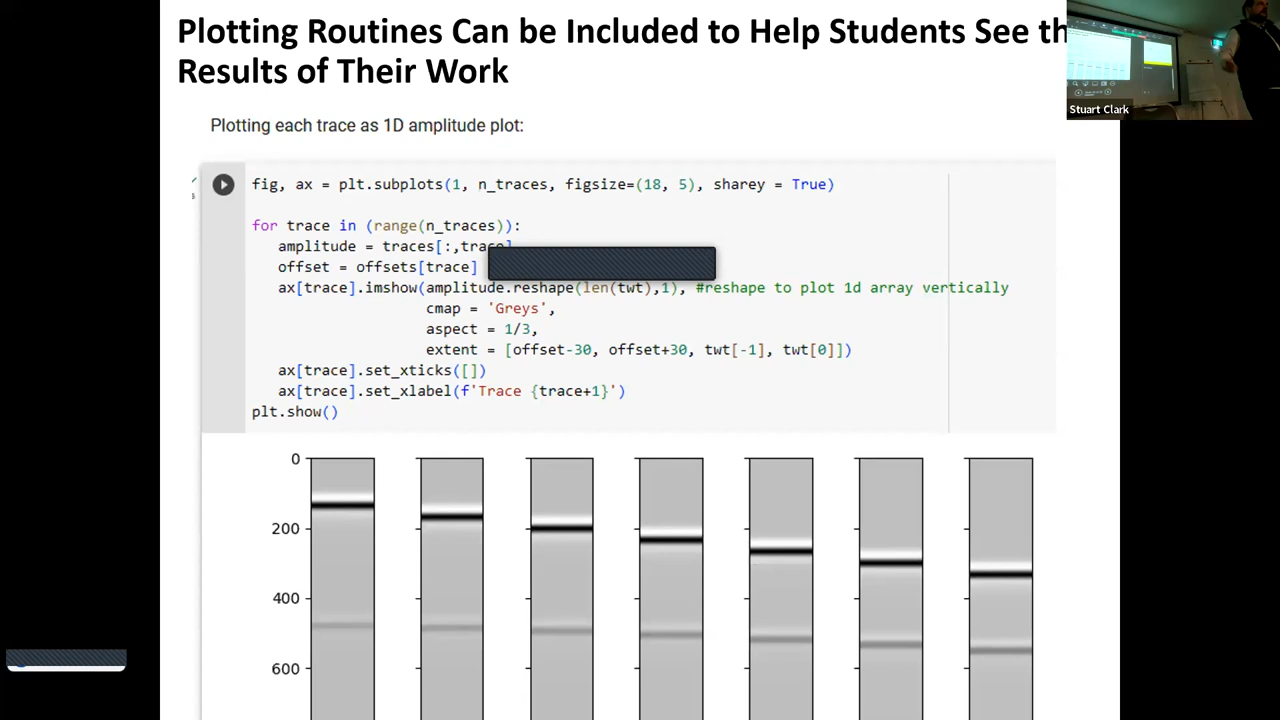 Plotting Routines Can be Included to Help Students See th
Results of Their Work
Stuart Clark
Plotting each trace as 1D amplitude plot:
fig, ax = plt.subplots(1, n_traces, figsize=(18, 5), sharey = True)
for trace in (range(n_traces)):
amplitude = traces[:,trace]
offset = offsets[trace]
ax[trace].imshow(amplitude.reshape(len(twt),1), #reshape to plot 1d array vertically
cmap = 'Greys',
aspect = 1/3,
extent = [offset-30, offset+30, twt[-1], twt[0]])
ax[trace].set_xticks([])
ax[trace].set_xlabel(f'Trace {trace+1}')
plt.show()
0
200
400
600